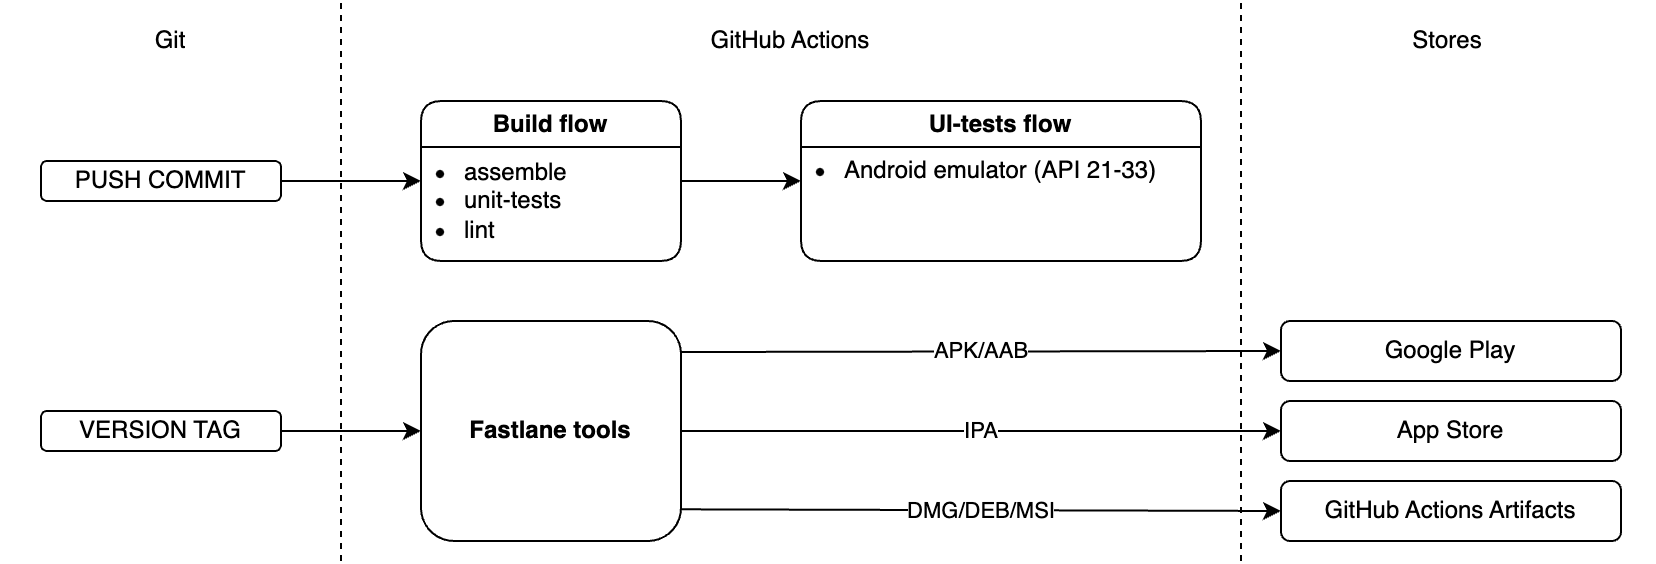 Git
GitHub Actions
Stores
PUSH COMMIT
Build flow
• assemble
• unit-tests
• lint
UI-tests flow
• Android emulator (API 21-33)
VERSION TAG
Fastlane tools
APK/AAB
Google Play
IPA
App Store
DMG/DEB/MSI
GitHub Actions Artifacts